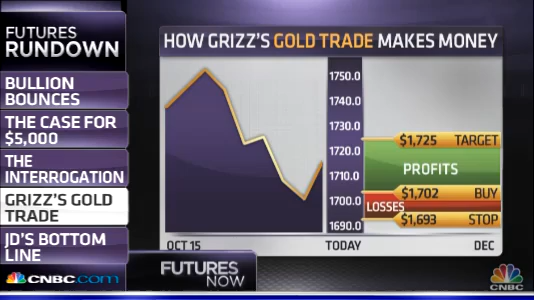 FUTURES
RUNDOWN
BULLION
BOUNCES
THE CASE FOR
$5,000
THE
INTERROGATION
GRIZZ'S GOLD
TRADE
JD'S BOTTOM
LINE
CNBC.com
HOW GRIZZ'S GOLD TRADE MAKES MONEY
1750.0
1740.0
1730.0
1720.0
1710.0
1700.0
1690.0
$1,725 TARGET
PROFITS
$1,702 BUY
LOSSES
$1,693 STOP
OCT 15 TODAY DEC
FUTURES
NOW
CNBC